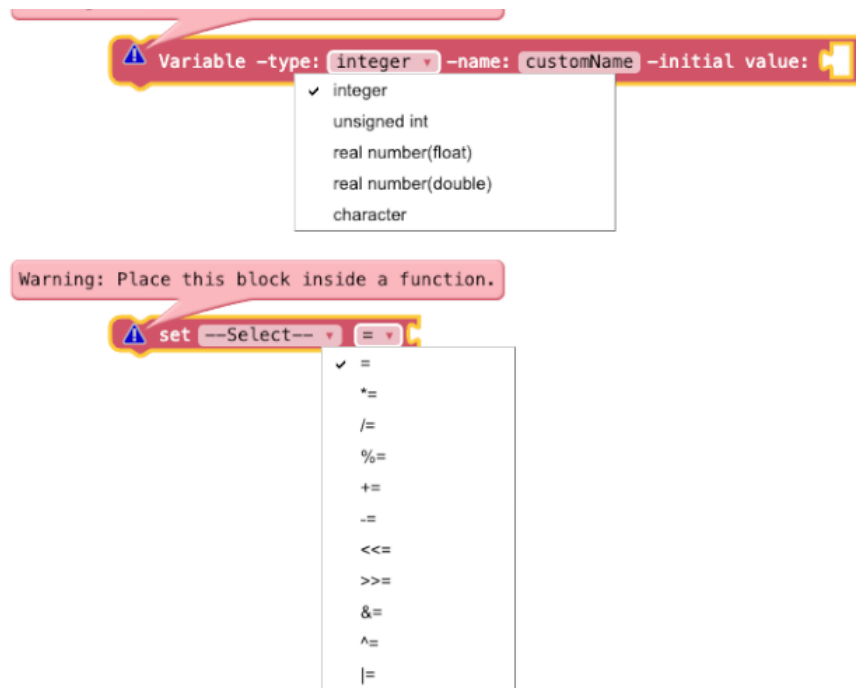 Variable -type: integer -name: customName -initial value:
integer
unsigned int
real number(float)
real number(double)
character
Warning: Place this block inside a function.
set --Select-- =
=
*=
/=
%=
+=
-=
<<=
>>=
&=
^=
|=